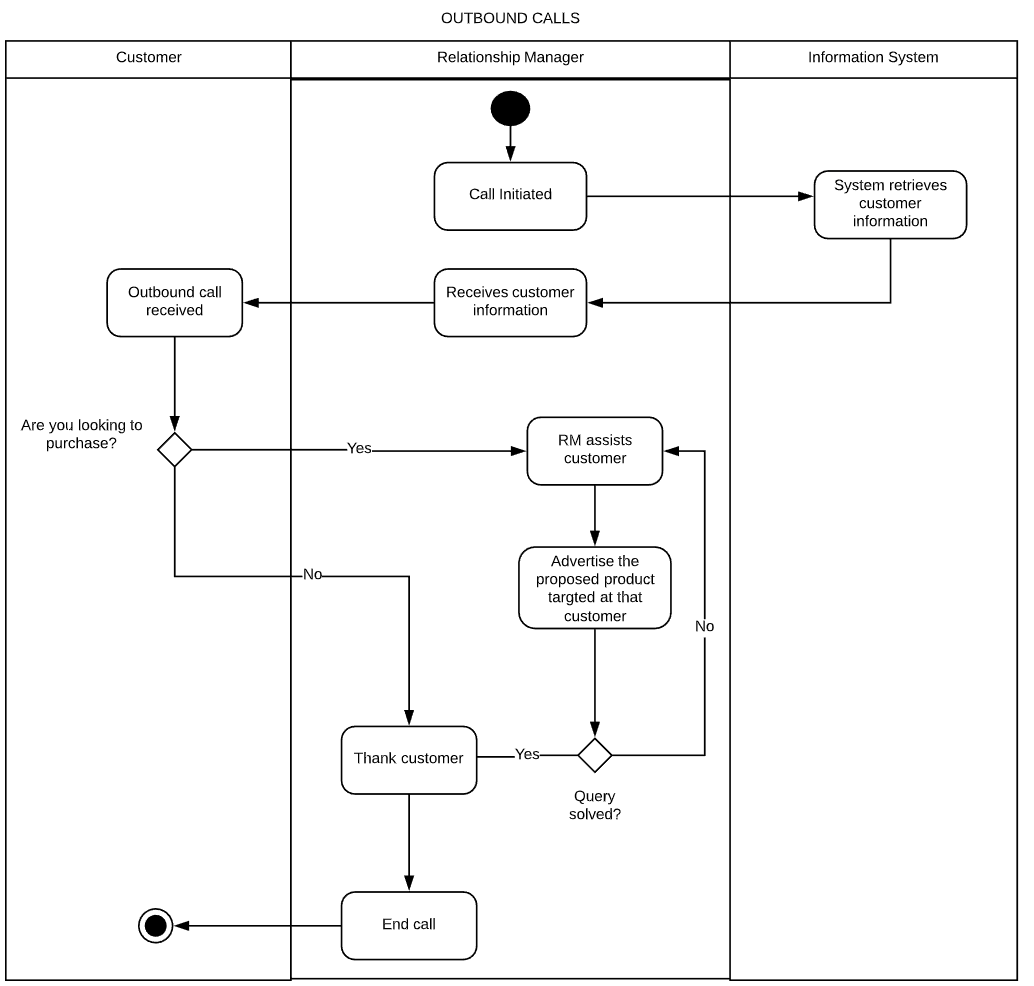 OUTBOUND CALLS
Customer
Relationship Manager
Information System
Call Initiated
System retrieves
customer
information
Outbound call
received
Receives customer
information
Are you looking to
purchase?
Yes
RM assists
customer
No
Advertise the
proposed product
targted at that
customer
No
Thank customer
Yes
Query
solved?
End call